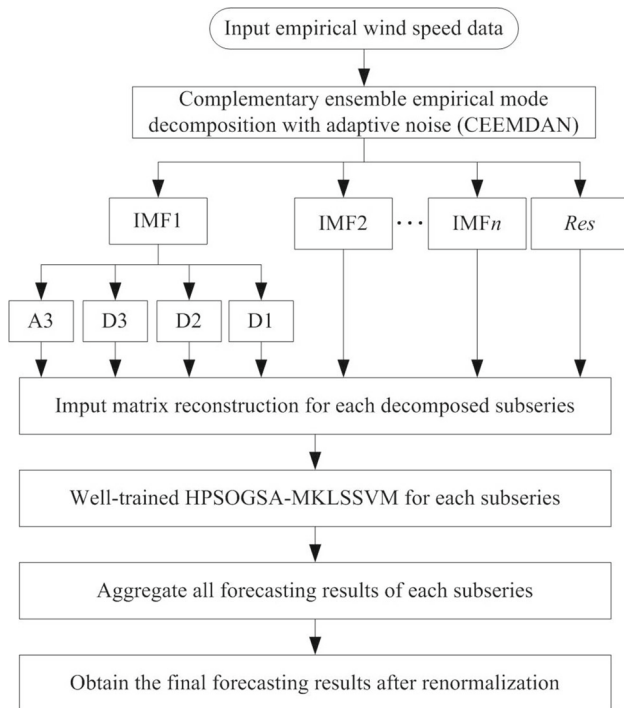 Input empirical wind speed data
Complementary ensemble empirical mode
decomposition with adaptive noise (CEEMDAN)
IMF1
IMF2
...
IMFn
Res
A3
D3
D2
D1
Imput matrix reconstruction for each decomposed subseries
Well-trained HPSOGSA-MKLSSVM for each subseries
Aggregate all forecasting results of each subseries
Obtain the final forecasting results after renormalization